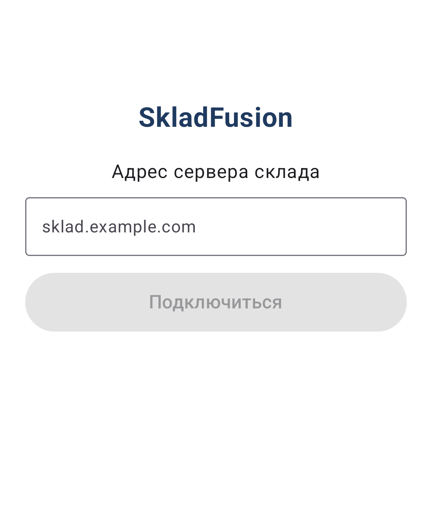 SkladFusion
Адрес сервера склада
sklad.example.com
Подключиться